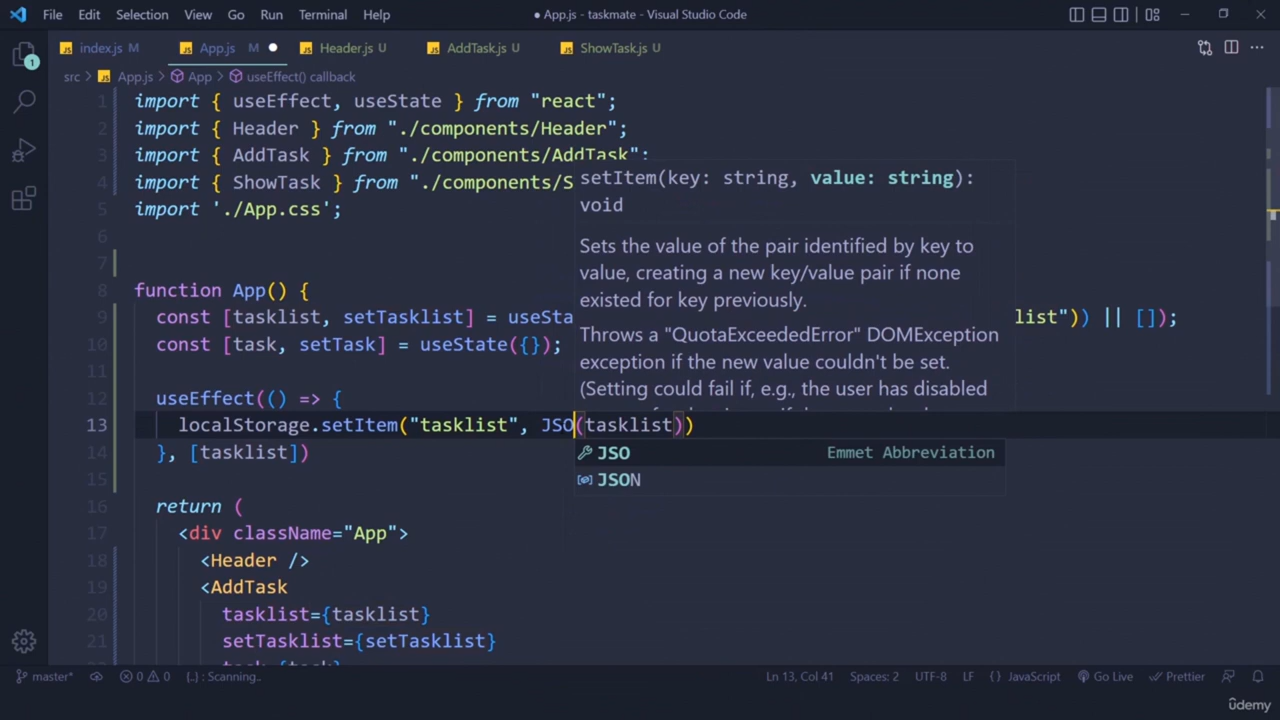 File Edit Selection View Go Run Terminal Help
● App.js - taskmate - Visual Studio Code
JS index.js M
JS App.js M ●
JS Header.js U
JS AddTask.js U
JS ShowTask.js U
1
src > JS App.js > App > useEffect() callback
1 import { useEffect, useState } from "react";
2 import { Header } from "./components/Header";
3 import { AddTask } from "./components/AddTask";
4 import { ShowTask } from "./components/S
5 import './App.css';
6
7
8 function App() {
9 const [tasklist, setTasklist] = useSta list")) || []);
10 const [task, setTask] = useState({});
11
12 useEffect(() => {
13 localStorage.setItem("tasklist", JSO(tasklist))
14 }, [tasklist])
15
16 return (
17 <div className="App">
18 <Header />
19 <AddTask
20 tasklist={tasklist}
21 setTasklist={setTasklist}
setItem(key: string, value: string):
void
Sets the value of the pair identified by key to
value, creating a new key/value pair if none
existed for key previously.
Throws a "QuotaExceededError" DOMException
exception if the new value couldn't be set.
(Setting could fail if, e.g., the user has disabled
JSO Emmet Abbreviation
JSON
master* 0 0 {..} : Scanning.. Ln 13, Col 41 Spaces: 2 UTF-8 LF {} JavaScript Go Live Prettier
ûdemy